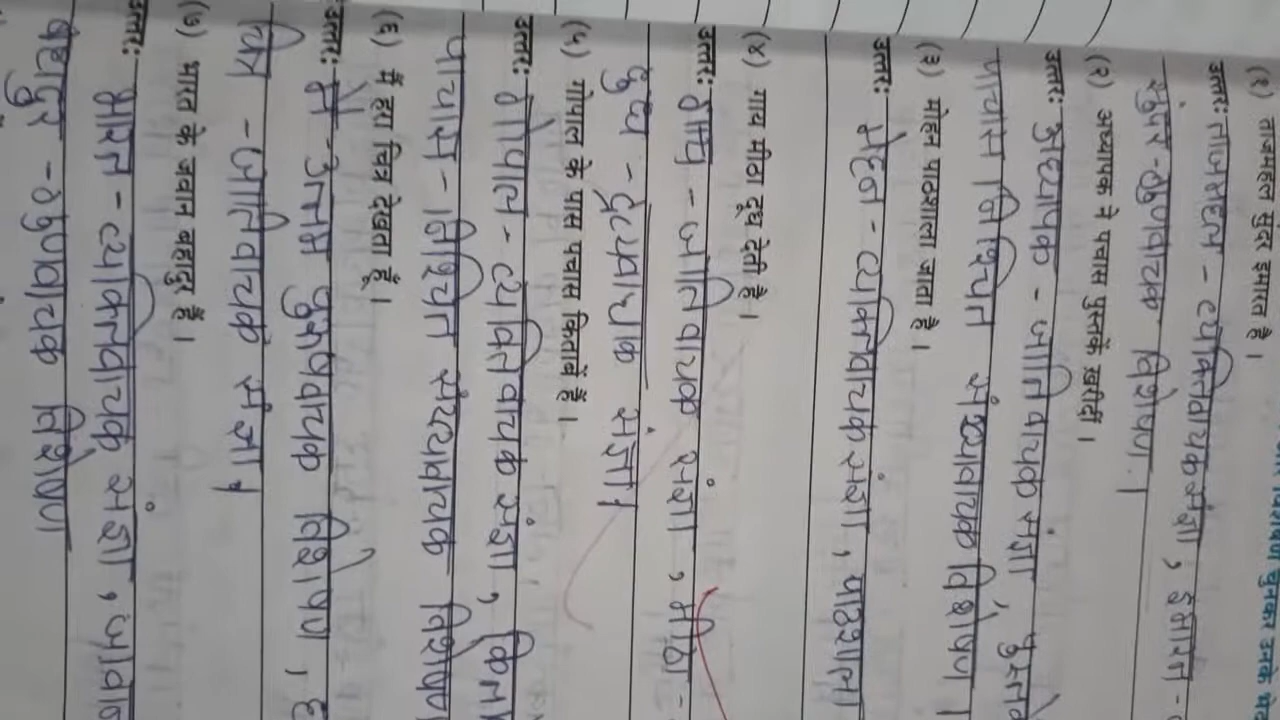 विशेषण चुनकर उनके भेद
(१) ताजमहल सुंदर इमारत है ।
उत्तर: ताजमहल - व्यक्तिवाचक संज्ञा , ईमारत -
सुंदर - गुणवाचक विशेषण ।
(२) अध्यापक ने पचास पुस्तकें ख़रीदीं ।
उत्तर: अध्यापक - जातिवाचक संज्ञा , पुस्तक
पचास निश्चित संख्यावाचक विशेषण ।
(३) मोहन पाठशाला जाता है ।
उत्तर: मोहन - व्यक्तिवाचक संज्ञा , पाठशाला
(४) गाय मीठा दूध देती है ।
उत्तर: गाय - जातिवाचक संज्ञा , मीठा -
दुध - द्रव्यवाचक संज्ञा ।
(५) गोपाल के पास पचास किताबें हैं ।
उत्तर: गोपाल - व्यक्तिवाचक संज्ञा ,
पचास - निश्चित संख्यवाचक विशेषण
(६) मैं हरा चित्र देखता हूँ ।
उत्तर: मैं - उत्तम पुरुषवाचक विशेषण ,
चित्र - जातिवाचक संज्ञा ।
(७) भारत के जवान बहादुर हैं ।
उत्तर: भारत - व्यक्तिवाचक संज्ञा ,
बहादुर - गुणवाचक विशेषण